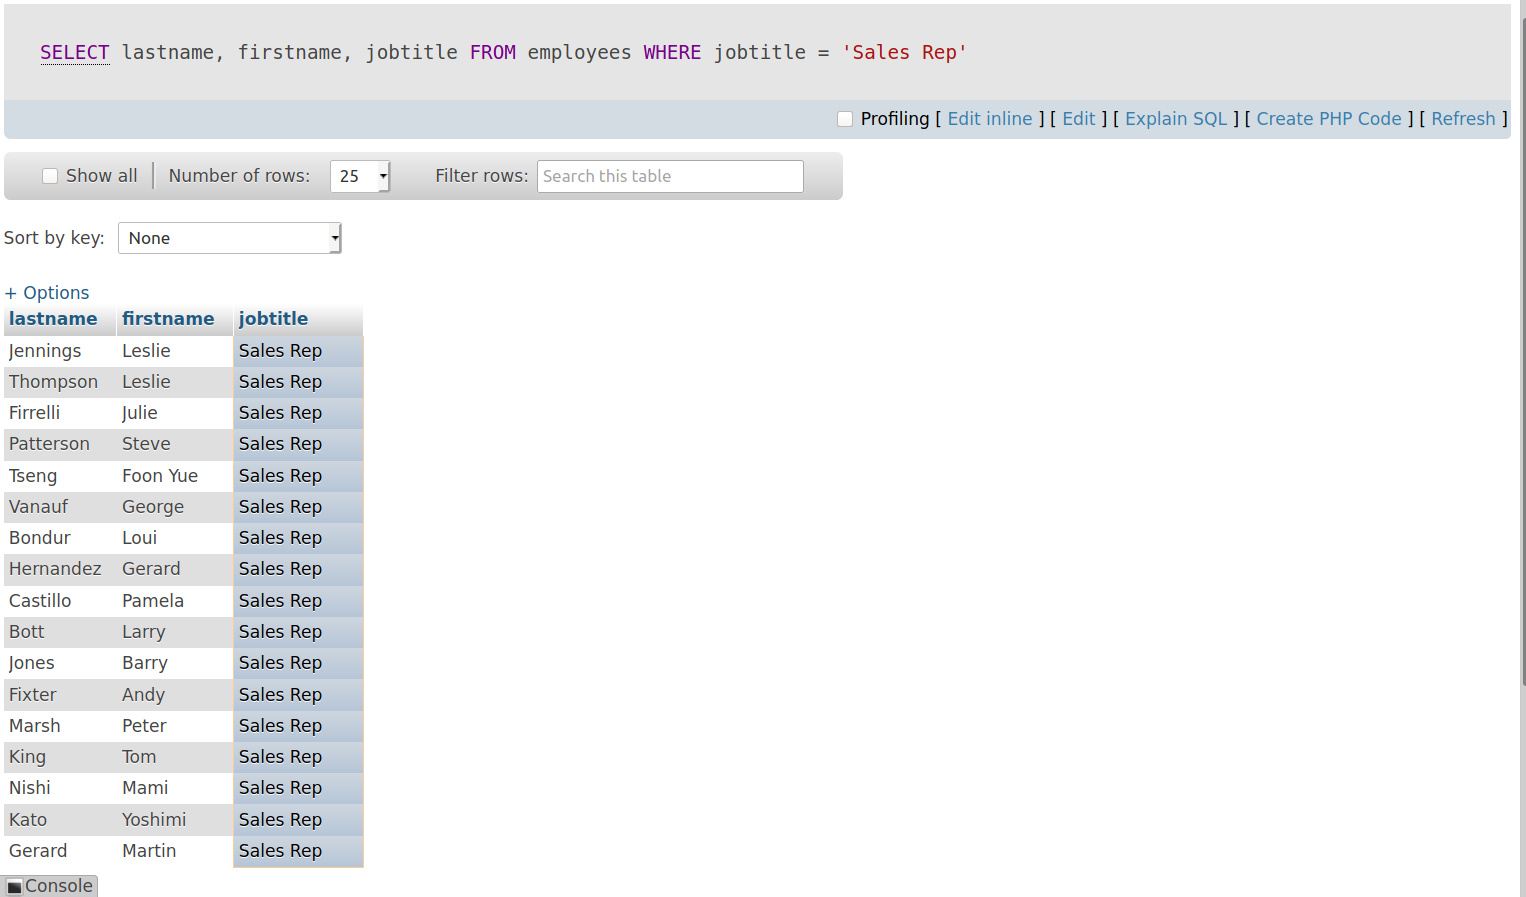 SELECT lastname, firstname, jobtitle FROM employees WHERE jobtitle = 'Sales Rep'
Profiling [ Edit inline ] [ Edit ] [ Explain SQL ] [ Create PHP Code ] [ Refresh ]
Show all Number of rows: 25 Filter rows: Search this table
Sort by key: None
+ Options
lastname firstname jobtitle
Jennings Leslie Sales Rep
Thompson Leslie Sales Rep
Firrelli Julie Sales Rep
Patterson Steve Sales Rep
Tseng Foon Yue Sales Rep
Vanauf George Sales Rep
Bondur Loui Sales Rep
Hernandez Gerard Sales Rep
Castillo Pamela Sales Rep
Bott Larry Sales Rep
Jones Barry Sales Rep
Fixter Andy Sales Rep
Marsh Peter Sales Rep
King Tom Sales Rep
Nishi Mami Sales Rep
Kato Yoshimi Sales Rep
Gerard Martin Sales Rep
Console